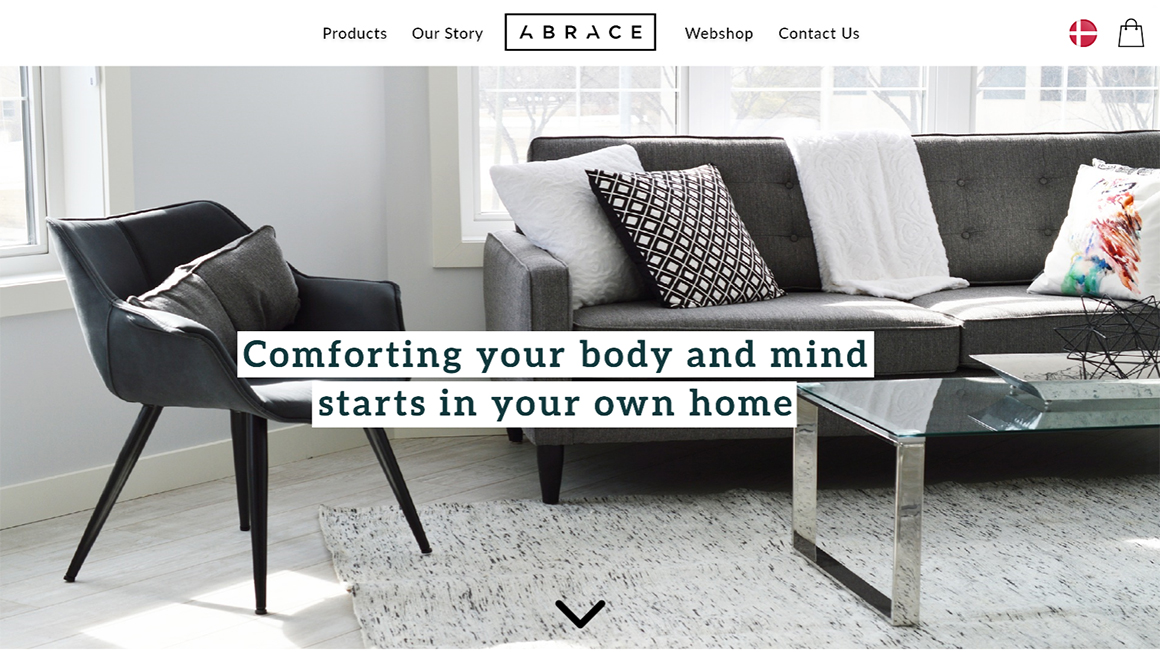 Products Our Story ABRACE Webshop Contact Us
Comforting your body and mind
starts in your own home